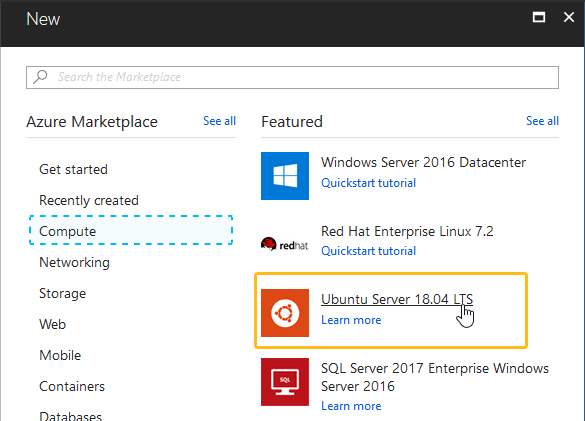 New
Search the Marketplace
Azure Marketplace
See all
Get started
Recently created
Compute
Networking
Storage
Web
Mobile
Containers
Databases
Featured
See all
Windows Server 2016 Datacenter
Quickstart tutorial
redhat
Red Hat Enterprise Linux 7.2
Quickstart tutorial
Ubuntu Server 18.04 LTS
Learn more
SQL
SQL Server 2017 Enterprise Windows
Server 2016
Learn more